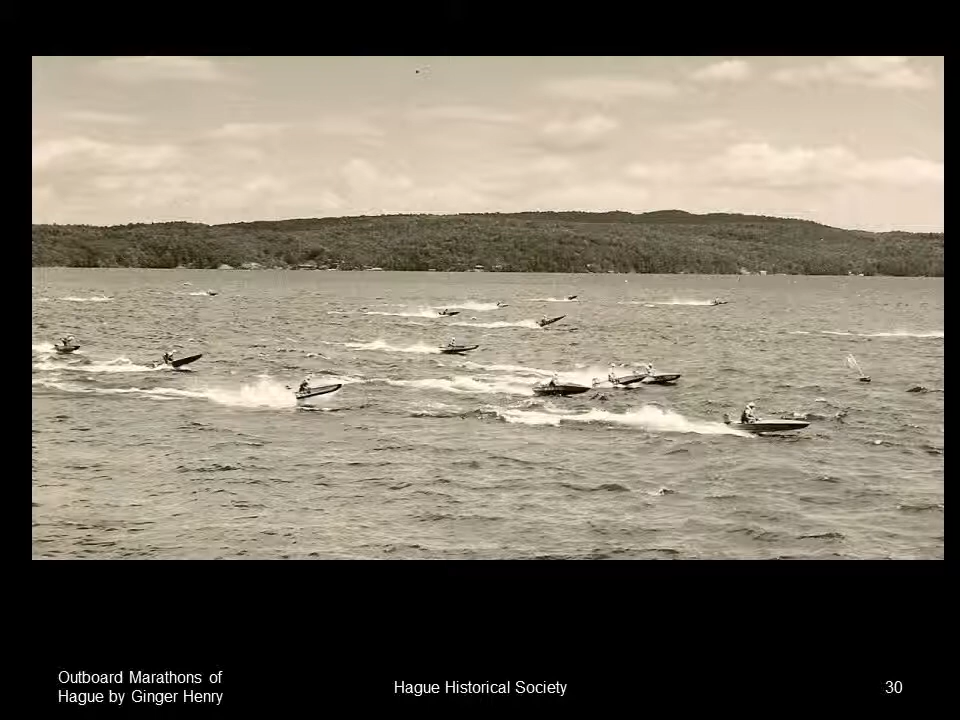 Outboard Marathons of
Hague by Ginger Henry
Hague Historical Society
30